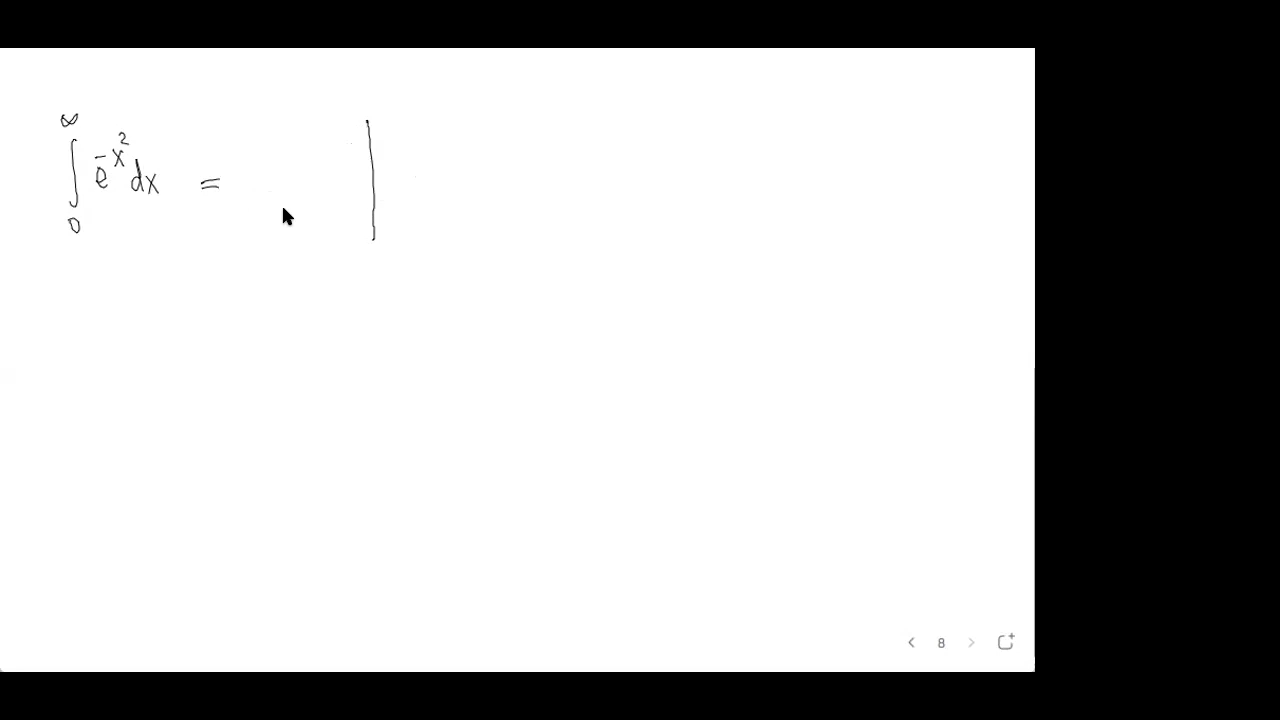 ∫₀^∞ e^{-x²} dx = |
8